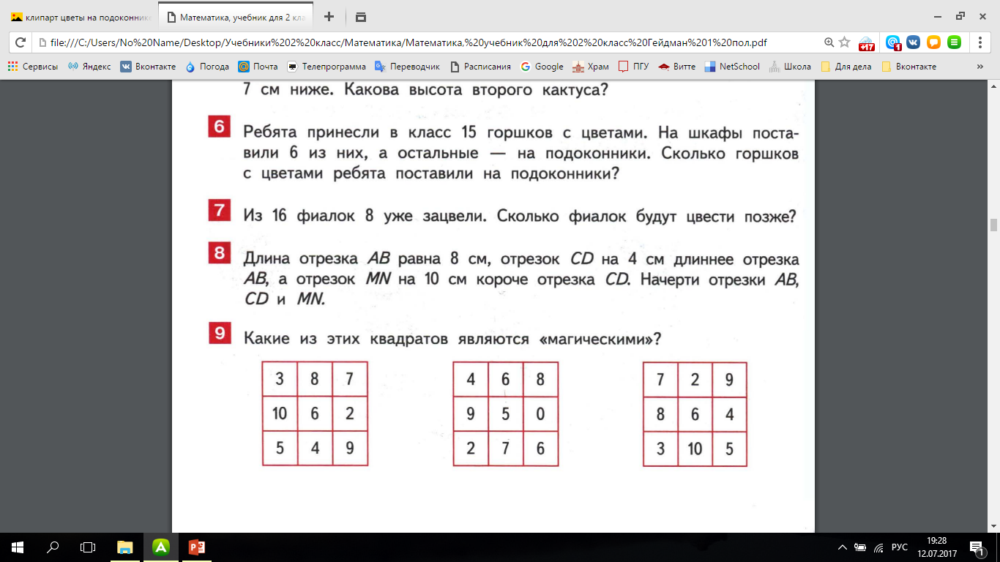 клипарт цветы на подоконнике
Математика, учебник для 2 кла
file:///C:/Users/No%20Name/Desktop/Учебники%202%20класс/Математика/Математика,%20учебник%20для%202%20класс%20Гейдман%201%20пол.pdf
+17
1
Сервисы Яндекс Вконтакте Погода Почта Телепрограмма Переводчик Расписания Google Храм ПГУ Витте NetSchool Школа Для дела Вконтакте »
7 см ниже. Какова высота второго кактуса?
6 Ребята принесли в класс 15 горшков с цветами. На шкафы поста-
вили 6 из них, а остальные — на подоконники. Сколько горшков
с цветами ребята поставили на подоконники?
7 Из 16 фиалок 8 уже зацвели. Сколько фиалок будут цвести позже?
8 Длина отрезка AB равна 8 см, отрезок CD на 4 см длиннее отрезка
AB, а отрезок MN на 10 см короче отрезка CD. Начерти отрезки AB,
CD и MN.
9 Какие из этих квадратов являются «магическими»?
3 8 7 4 6 8 7 2 9
10 6 2 9 5 0 8 6 4
5 4 9 2 7 6 3 10 5
РУС
19:28
12.07.2017
1